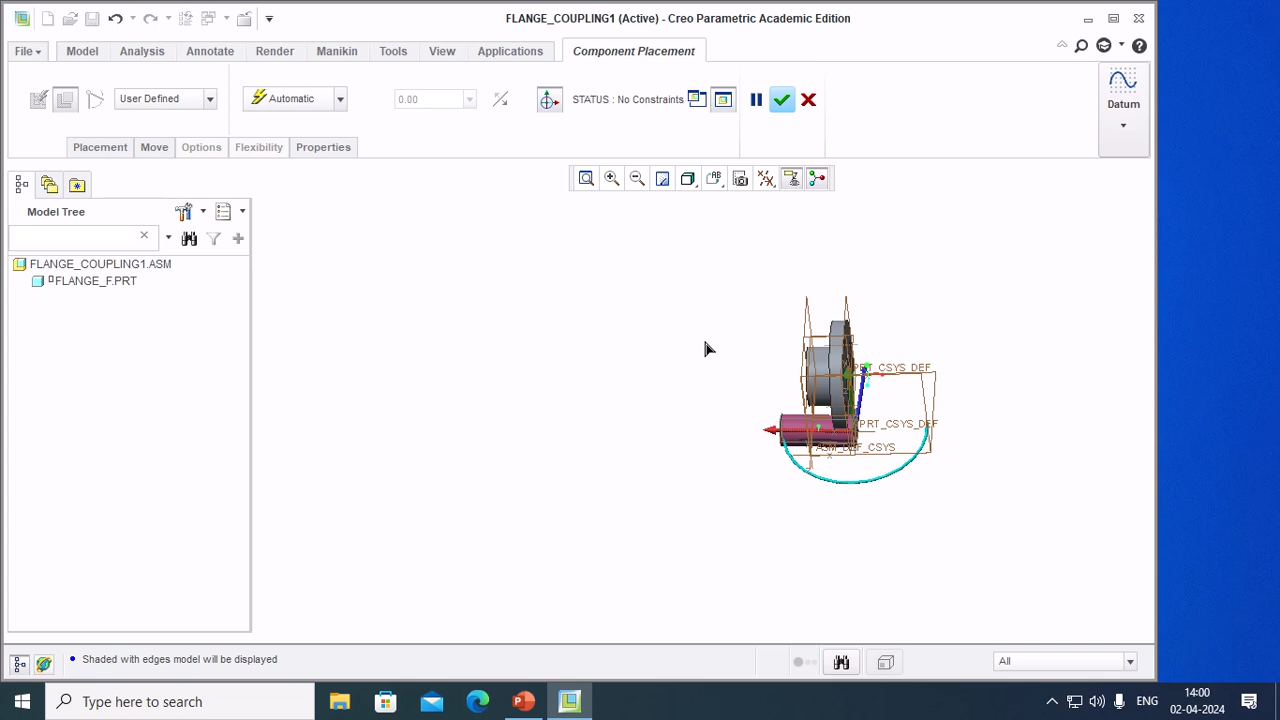 FLANGE_COUPLING1 (Active) - Creo Parametric Academic Edition
File
Model
Analysis
Annotate
Render
Manikin
Tools
View
Applications
Component Placement
User Defined
Automatic
0.00
STATUS : No Constraints
Datum
Placement
Move
Options
Flexibility
Properties
Model Tree
FLANGE_COUPLING1.ASM
FLANGE_F.PRT
PRT_CSYS_DEF
PRT_CSYS_DEF
ASM_DEF_CSYS
Shaded with edges model will be displayed
All
Type here to search
ENG
14:00
02-04-2024